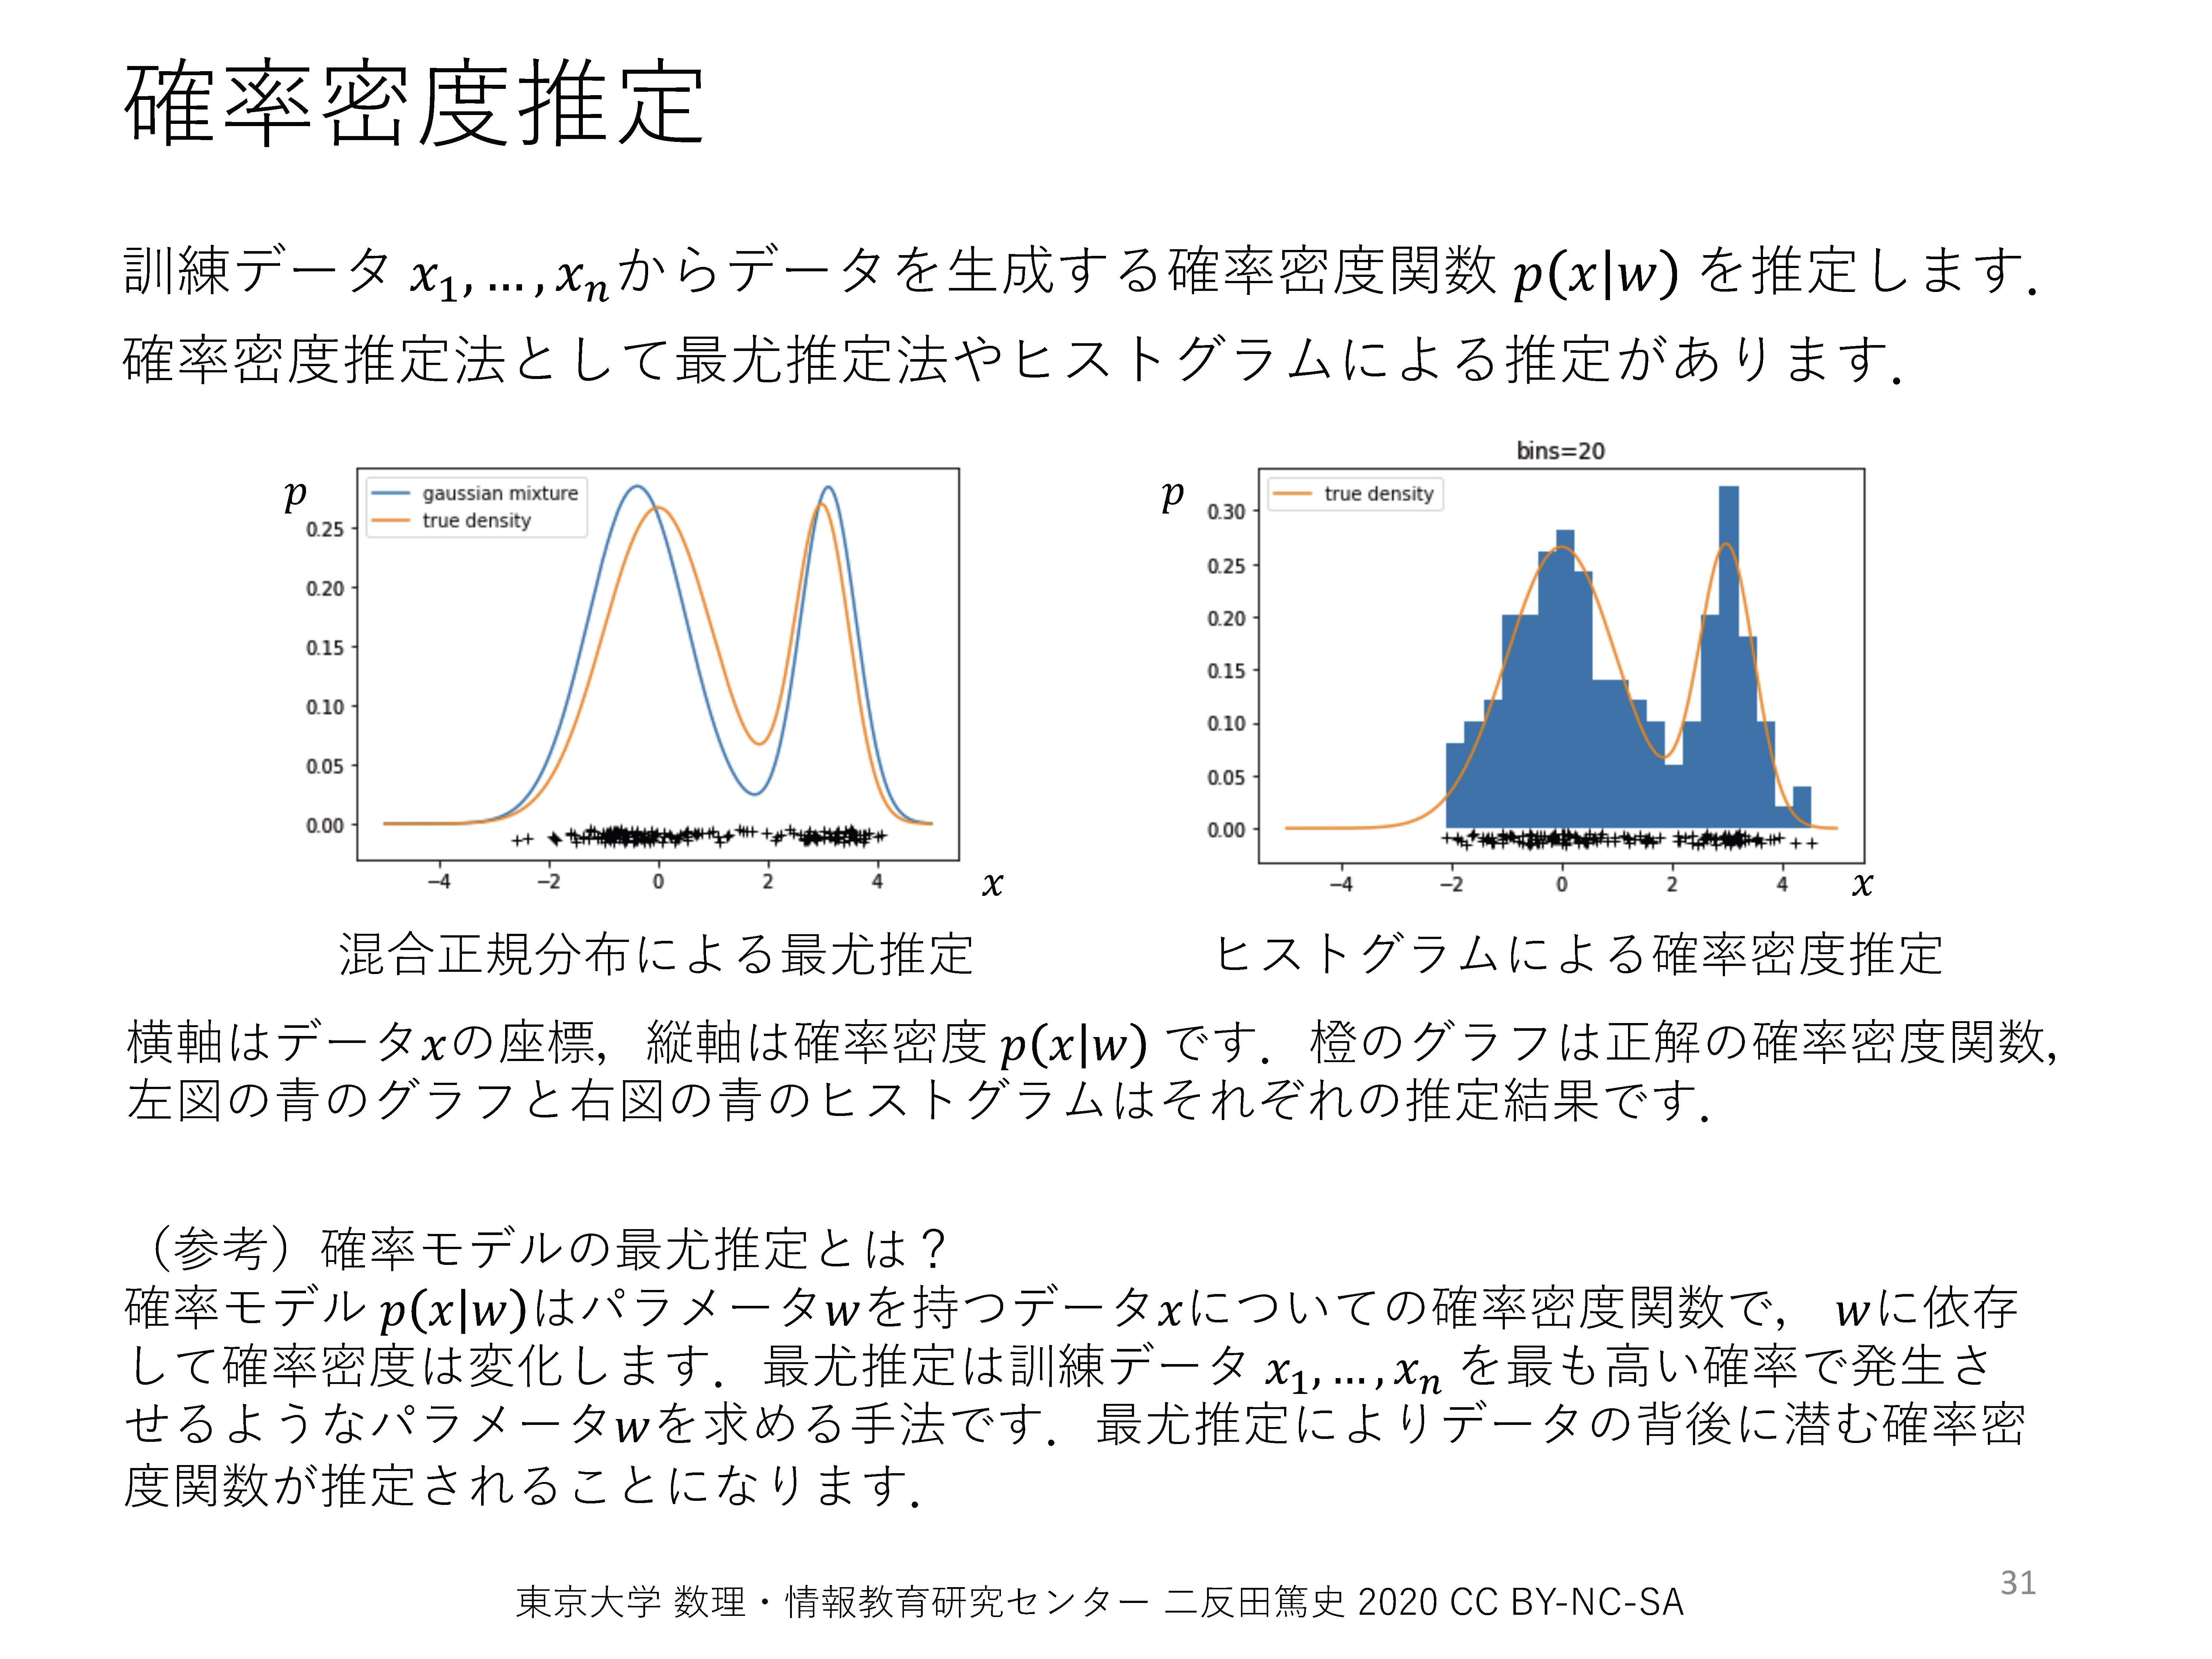 確率密度推定
訓練データ x₁, … , xₙからデータを生成する確率密度関数 p(x|w) を推定します．
確率密度推定法として最尤推定法やヒストグラムによる推定があります．
p
gaussian mixture
true density
0.25
0.20
0.15
0.10
0.05
0.00
−4 −2 0 2 4
x
混合正規分布による最尤推定
bins=20
p
true density
0.30
0.25
0.20
0.15
0.10
0.05
0.00
−4 −2 0 2 4
x
ヒストグラムによる確率密度推定
横軸はデータxの座標，縦軸は確率密度 p(x|w) です．橙のグラフは正解の確率密度関数，
左図の青のグラフと右図の青のヒストグラムはそれぞれの推定結果です．
（参考）確率モデルの最尤推定とは？
確率モデル p(x|w)はパラメータwを持つデータxについての確率密度関数で， wに依存
して確率密度は変化します．最尤推定は訓練データ x₁, … , xₙ を最も高い確率で発生さ
せるようなパラメータwを求める手法です．最尤推定によりデータの背後に潜む確率密
度関数が推定されることになります．
東京大学 数理・情報教育研究センター 二反田篤史 2020 CC BY-NC-SA
31